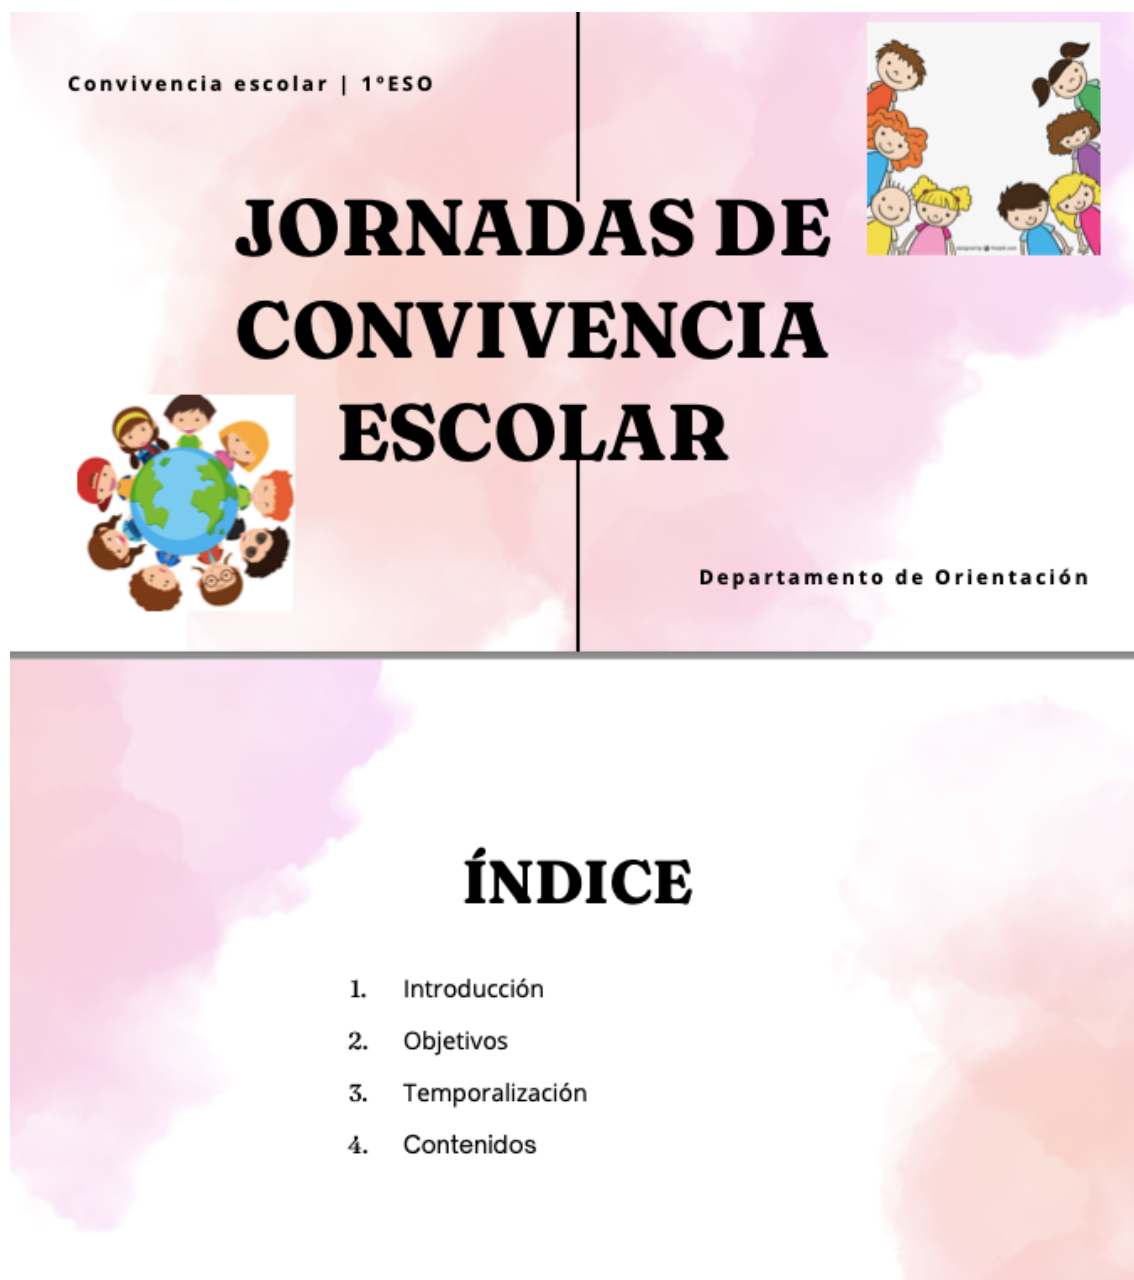 Convivencia escolar | 1ºESO
JORNADAS DE
CONVIVENCIA
ESCOLAR
Departamento de Orientación
ÍNDICE
1. Introducción
2. Objetivos
3. Temporalización
4. Contenidos